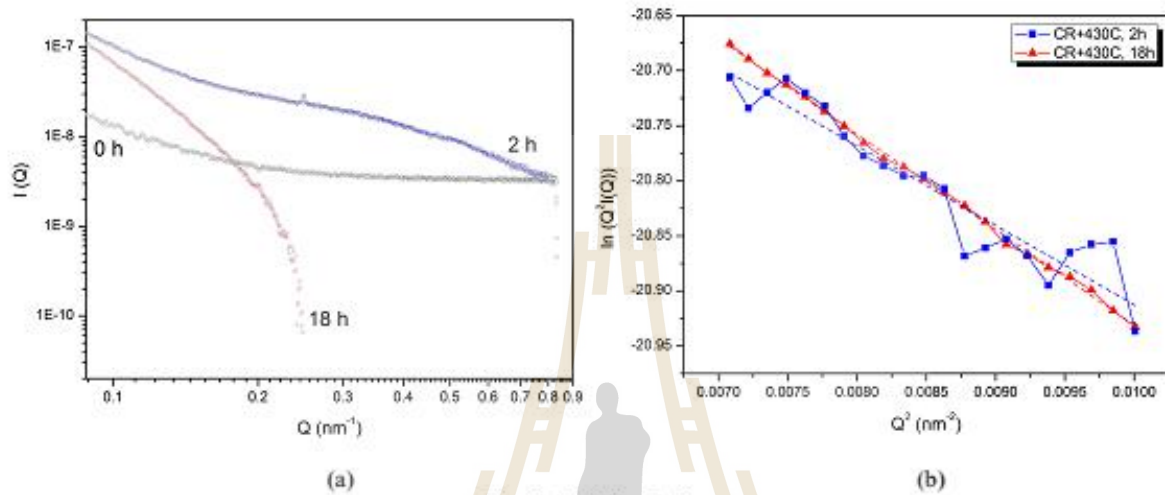 1E-7
1E-8
1E-9
1E-10
I (Q)
0 h
2 h
18 h
0.1
0.2
0.3
0.4
0.5
0.6
0.7
0.8
0.9
Q (nm⁻¹)
(a)
-20.65
-20.70
-20.75
-20.80
-20.85
-20.90
-20.95
ln (Q²I(Q))
CR+430C, 2h
CR+430C, 18h
0.0070
0.0075
0.0080
0.0085
0.0090
0.0095
0.0100
Q² (nm⁻²)
(b)